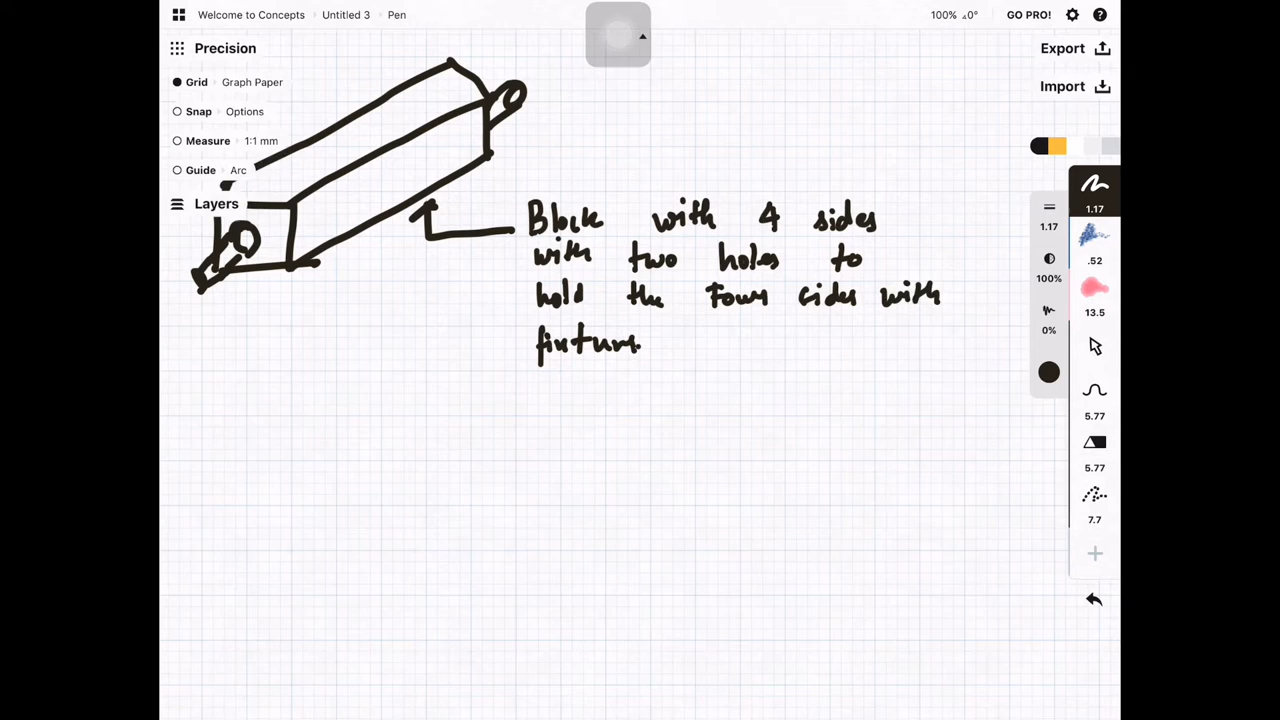 Welcome to Concepts Untitled 3 Pen 100% ⊿0° GO PRO!
Precision
Export
Grid Graph Paper
Import
Snap Options
Measure 1:1 mm
Guide Arc
Layers
1.17
1.17
.52
100%
13.5
0%
5.77
5.77
7.7
Block with 4 sides
with two holes to
hold the four sides with
fixture.